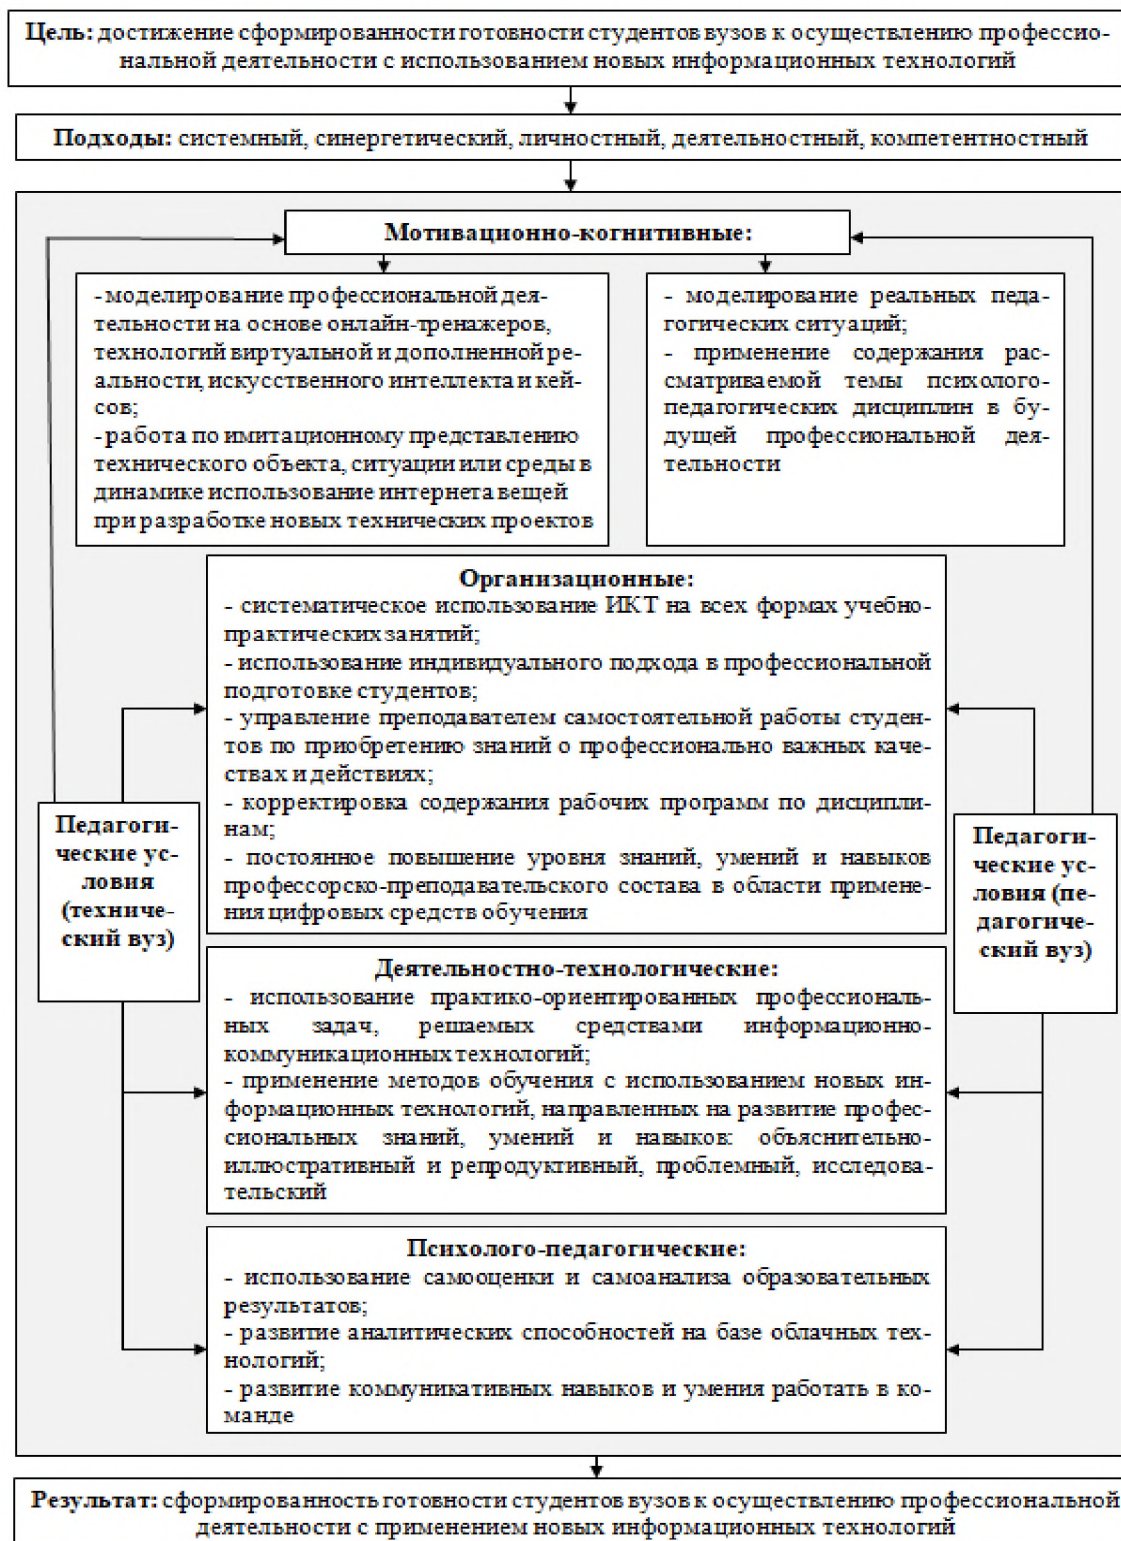 Цель: достижение сформированности готовности студентов вузов к осуществлению професcио-
нальной деятельности с использованием новых информационных технологий
Подходы: системный, синергетический, личностный, деятельностный, компетентностный
Мотивационно-когнитивные:
- моделирование профессиональной дея-
тельности на основе онлайн-тренажеров,
технологий виртуальной и дополненной ре-
альности, искусственного интеллекта и кей-
сов;
- работа по имитационному представлению
технического объекта, ситуации или среды в
динамике использование интернета вещей
при разработке новых технических проектов
- моделирование реальных педа-
гогических ситуаций;
- применение содержания рас-
сматриваемой темы психолого-
педагогических дисциплин в бу-
дущей профессиональной дея-
тельности
Организационные:
- систематическое использование ИКТ на всех формах учебно-
практических занятий;
- использование индивидуального подхода в профессиональной
подготовке студентов;
- управление преподавателем самостоятельной работы студен-
тов по приобретению знаний о профессионально важных каче-
ствах и действиях;
- корректировка содержания рабочих программ по дисципли-
нам;
- постоянное повышение уровня знаний, умений и навыков
профессорско-преподавательского состава в области примене-
ния цифровых средств обучения
Педагоги-
ческие ус-
ловия
(техниче-
ский вуз)
Педагоги-
ческие ус-
ловия (пе-
дагогиче-
ский вуз)
Деятельностно-технологические:
- использование практико-ориентированных профессиональ-
ных задач, решаемых средствами информационно-
коммуникационных технологий;
- применение методов обучения с использованием новых ин-
формационных технологий, направленных на развитие профес-
сиональных знаний, умений и навыков: объяснительно-
иллюстративный и репродуктивный, проблемный, исследова-
тельский
Психолого-педагогические:
- использование самооценки и самоанализа образовательных
результатов;
- развитие аналитических способностей на базе облачных тех-
нологий;
- развитие коммуникативных навыков и умения работать в ко-
манде
Результат: сформированность готовности студентов вузов к осуществлению профессиональной
деятельности с применением новых информационных технологий